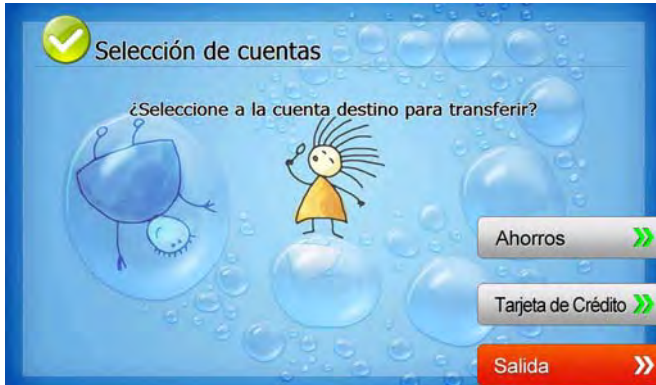 Selección de cuentas
¿Seleccione a la cuenta destino para transferir?
Ahorros
Tarjeta de Crédito
Salida